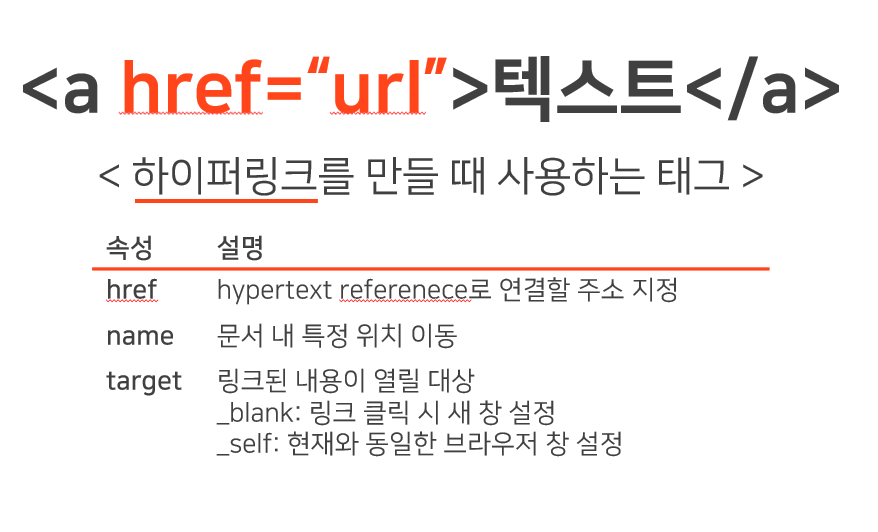 <a href=“url”>텍스트</a>
< 하이퍼링크를 만들 때 사용하는 태그 >
속성 설명
href hypertext referenece로 연결할 주소 지정
name 문서 내 특정 위치 이동
target 링크된 내용이 열릴 대상
_blank: 링크 클릭 시 새 창 설정
_self: 현재와 동일한 브라우저 창 설정